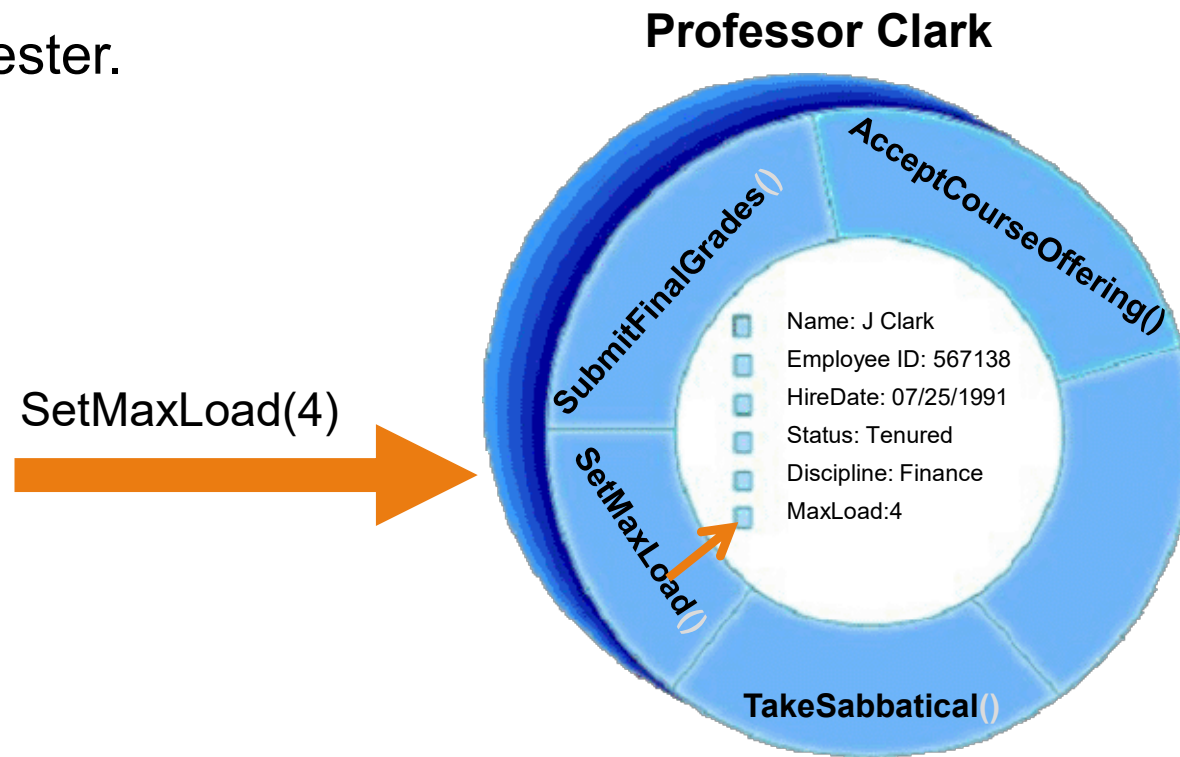 Professor Clark
ester.
AcceptCourseOffering()
SubmitFinalGrades()
Name: J Clark
Employee ID: 567138
HireDate: 07/25/1991
Status: Tenured
Discipline: Finance
MaxLoad:4
SetMaxLoad(4)
SetMaxLoad()
TakeSabbatical()